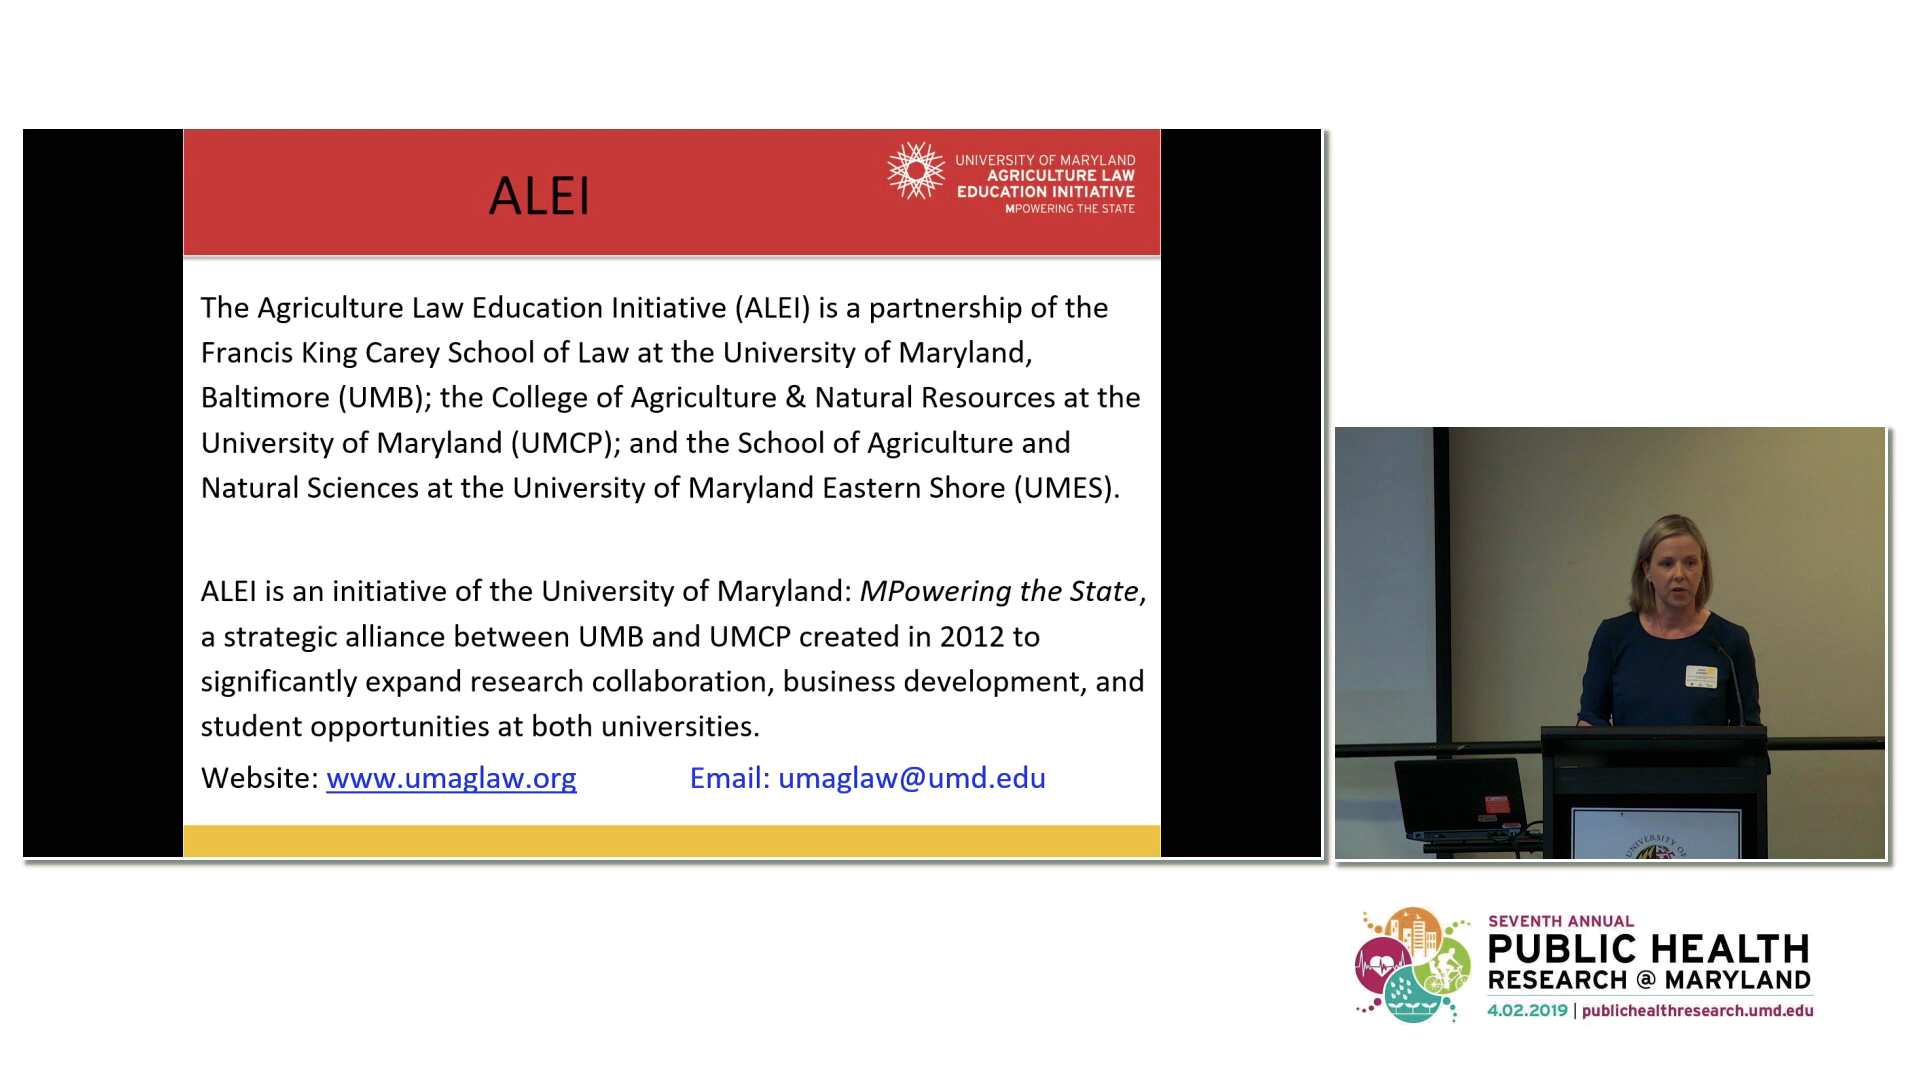 ALEI
UNIVERSITY OF MARYLAND
AGRICULTURE LAW
EDUCATION INITIATIVE
MPOWERING THE STATE
The Agriculture Law Education Initiative (ALEI) is a partnership of the
Francis King Carey School of Law at the University of Maryland,
Baltimore (UMB); the College of Agriculture & Natural Resources at the
University of Maryland (UMCP); and the School of Agriculture and
Natural Sciences at the University of Maryland Eastern Shore (UMES).
ALEI is an initiative of the University of Maryland: MPowering the State,
a strategic alliance between UMB and UMCP created in 2012 to
significantly expand research collaboration, business development, and
student opportunities at both universities.
Website: www.umaglaw.org Email: umaglaw@umd.edu
UNIVERSITY OF
SEVENTH ANNUAL
PUBLIC HEALTH
RESEARCH @ MARYLAND
4.02.2019 | publichealthresearch.umd.edu